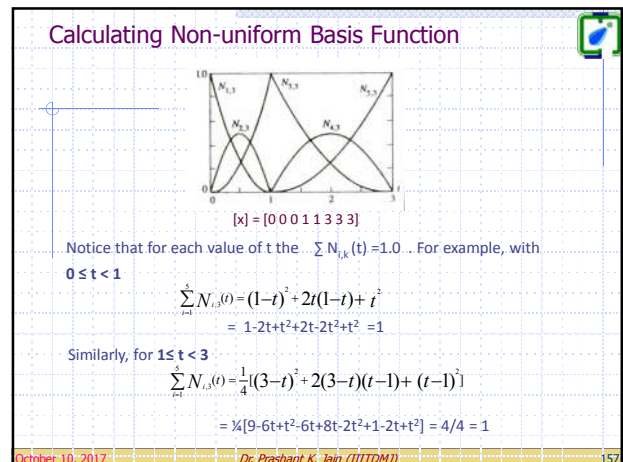 Calculating Non-uniform Basis Function
1.0
N1,3
N3,3
N5,3
N2,3
N4,3
0
0 1 2 3 t
[x] = [0 0 0 1 1 3 3 3]
Notice that for each value of t the ∑ Ni,k (t) =1.0 . For example, with
0 ≤ t < 1
∑ 5 i=1 Ni,3(t) = (1−t)² + 2t(1−t) + t²
= 1-2t+t²+2t-2t²+t² =1
Similarly, for 1≤ t < 3
∑ 5 i=1 Ni,3(t) = 1/4[(3−t)² + 2(3−t)(t−1)+ (t−1)²]
= ¼[9-6t+t²-6t+8t-2t²+1-2t+t²] = 4/4 = 1
October 10, 2017 Dr. Prashant K. Jain (IIITDMJ) 157